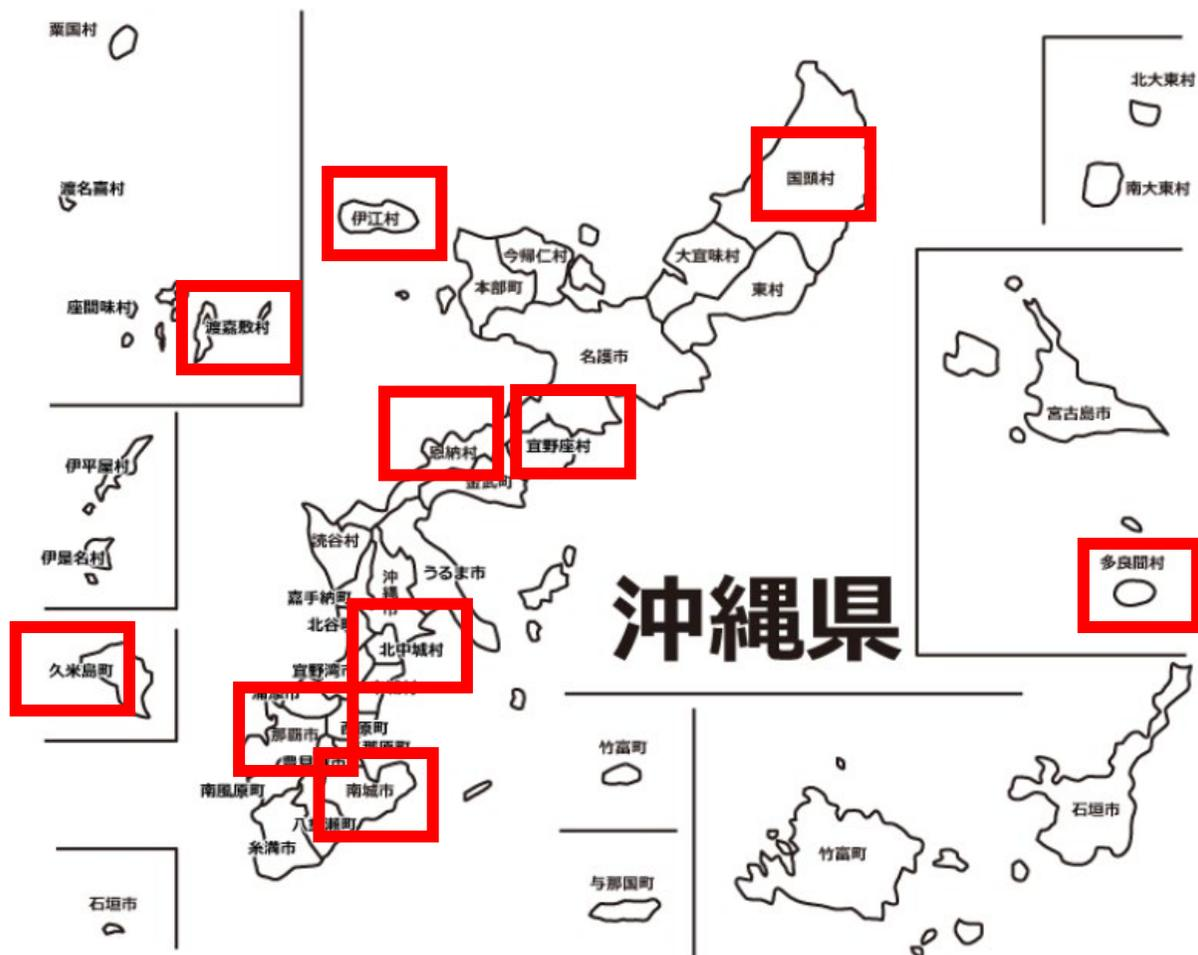 粟国村
北大東村
国頭村
渡名喜村
南大東村
伊江村
今帰仁村
大宜味村
本部町
東村
座間味村
渡嘉敷村
名護市
宮古島市
恩納村
宜野座村
金武町
伊平屋村
読谷村
伊是名村
うるま市
多良間村
沖縄市
嘉手納町
沖縄県
北谷町
北中城村
久米島町
宜野湾市
浦添市
那覇市
西原町
竹富町
南風原町
南城市
石垣市
八重瀬町
糸満市
竹富町
与那国町
石垣市